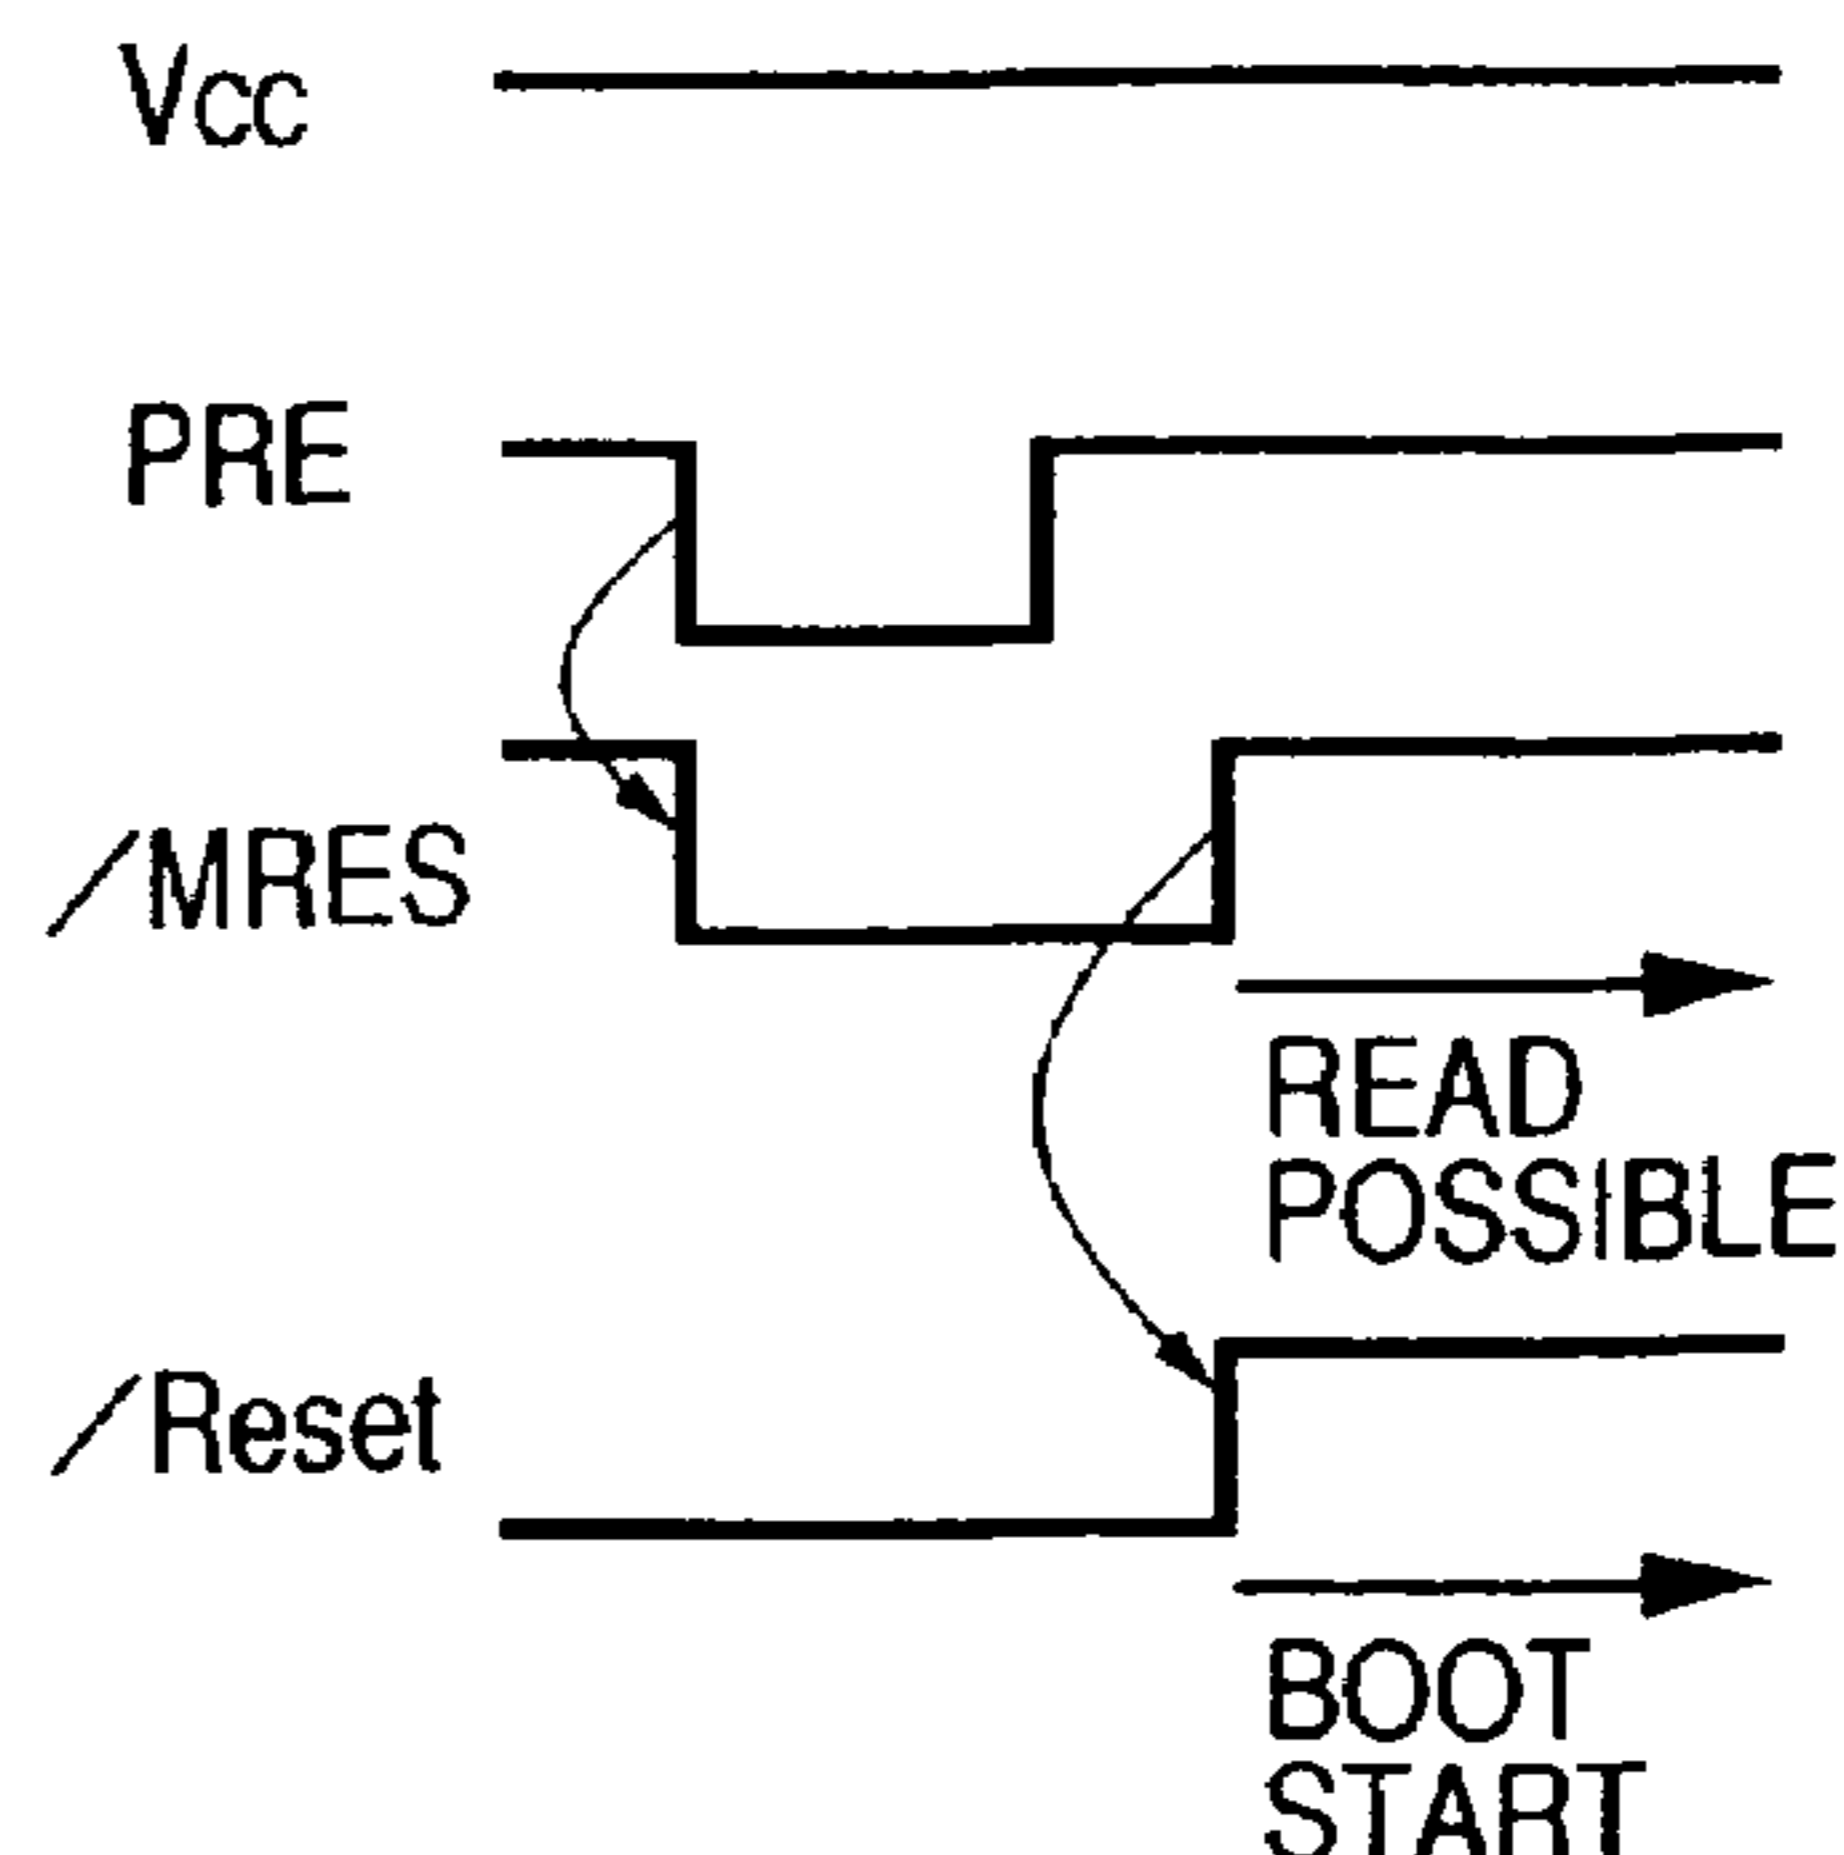 Vcc
PRE
/MRES
READ
POSSIBLE
/Reset
BOOT
START